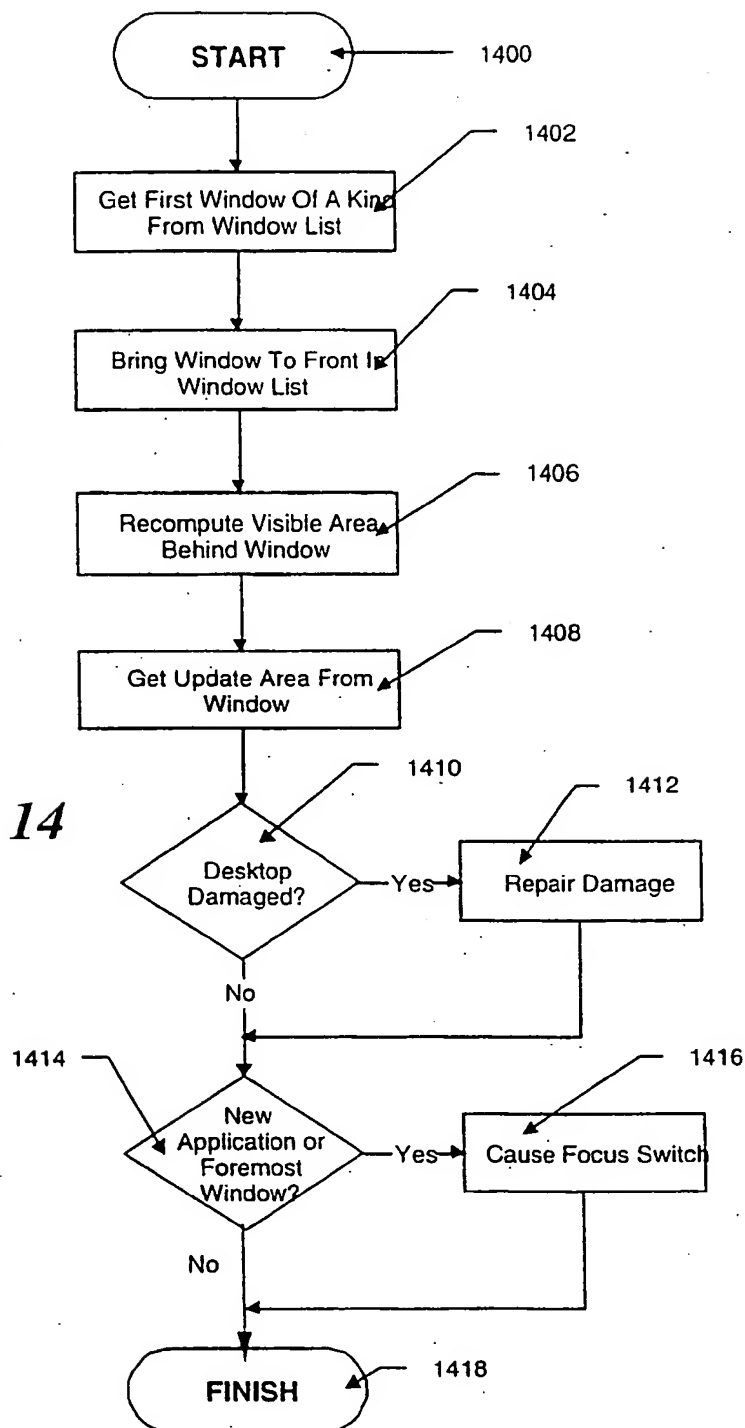 START
1400
1402
Get First Window Of A Kind
From Window List
1404
Bring Window To Front In
Window List
1406
Recompute Visible Area
Behind Window
1408
Get Update Area From
Window
1410
14
1412
Desktop
Damaged?
Yes
Repair Damage
No
1414
1416
New
Application or
Foremost
Window?
Yes
Cause Focus Switch
No
1418
FINISH